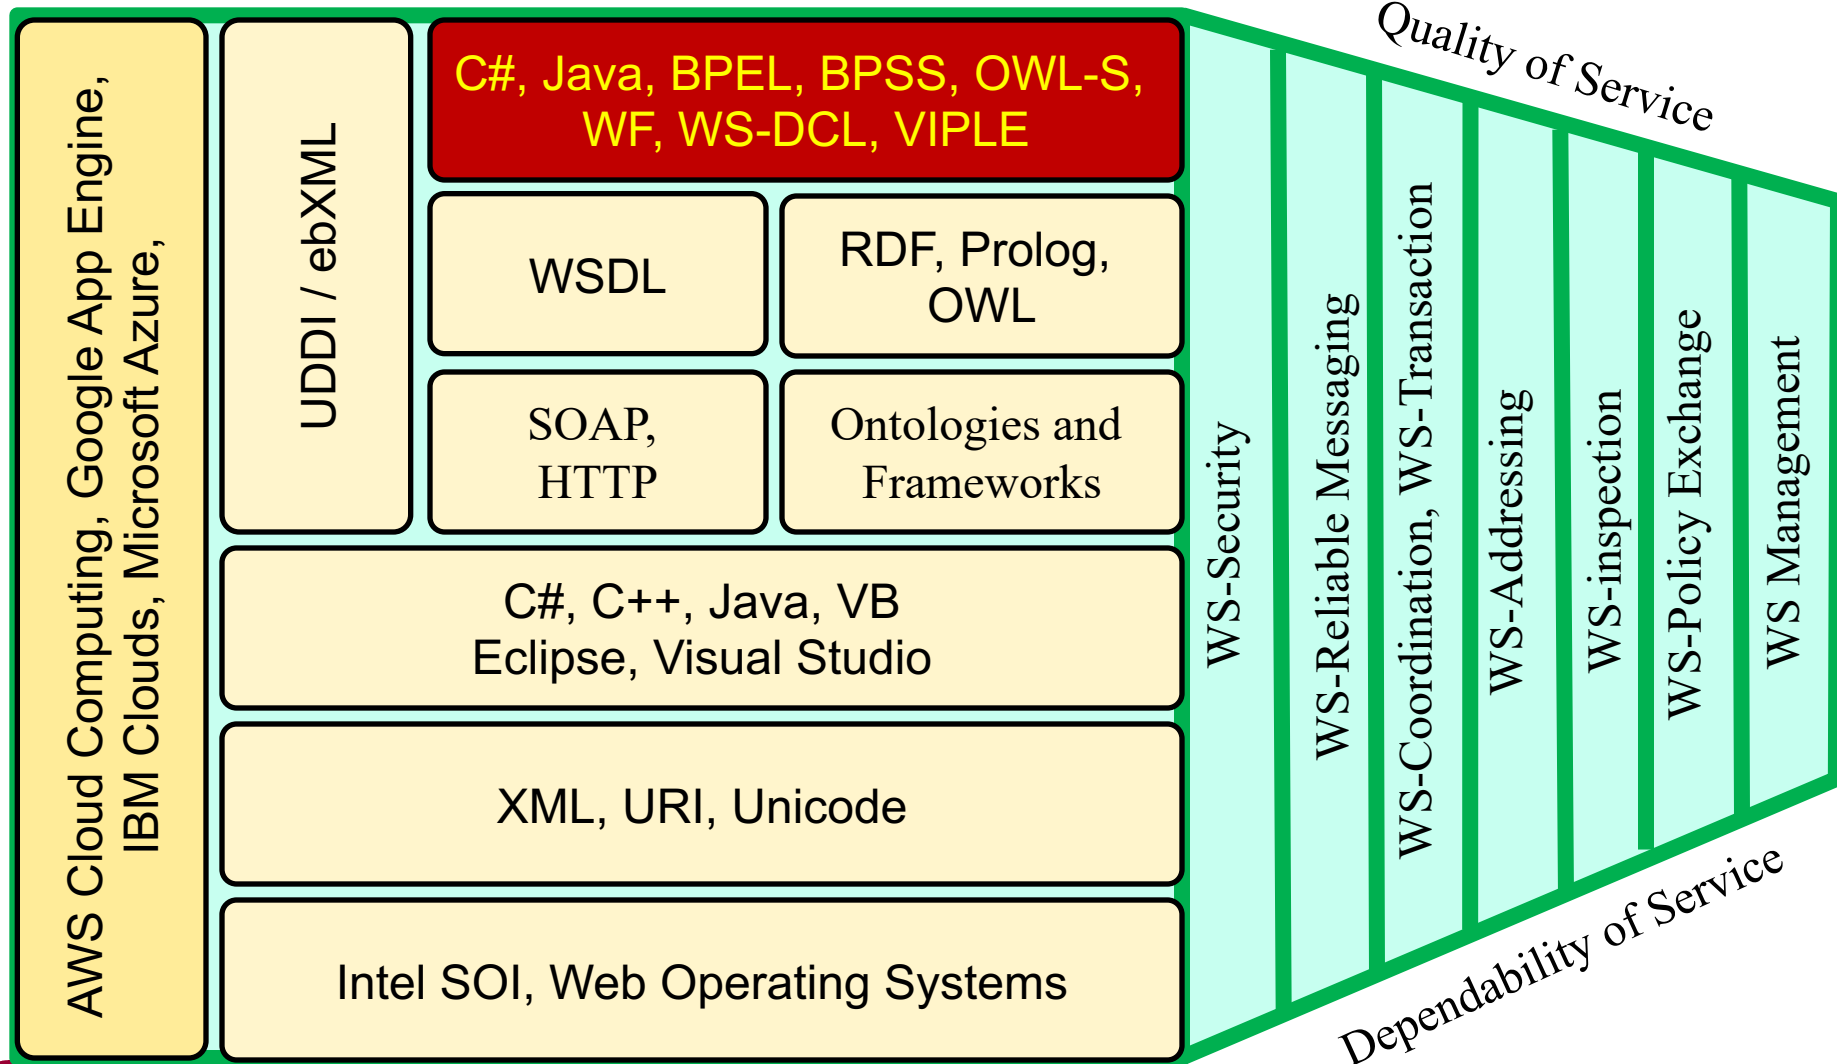 AWS Cloud Computing, Google App Engine,
IBM Clouds, Microsoft Azure,
UDDI / ebXML
C#, Java, BPEL, BPSS, OWL-S,
WF, WS-DCL, VIPLE
WSDL
RDF, Prolog,
OWL
SOAP,
HTTP
Ontologies and
Frameworks
C#, C++, Java, VB
Eclipse, Visual Studio
XML, URI, Unicode
Intel SOI, Web Operating Systems
Quality of Service
WS-Security
WS-Reliable Messaging
WS-Coordination, WS-Transaction
WS-Addressing
WS-inspection
WS-Policy Exchange
WS Management
Dependability of Service